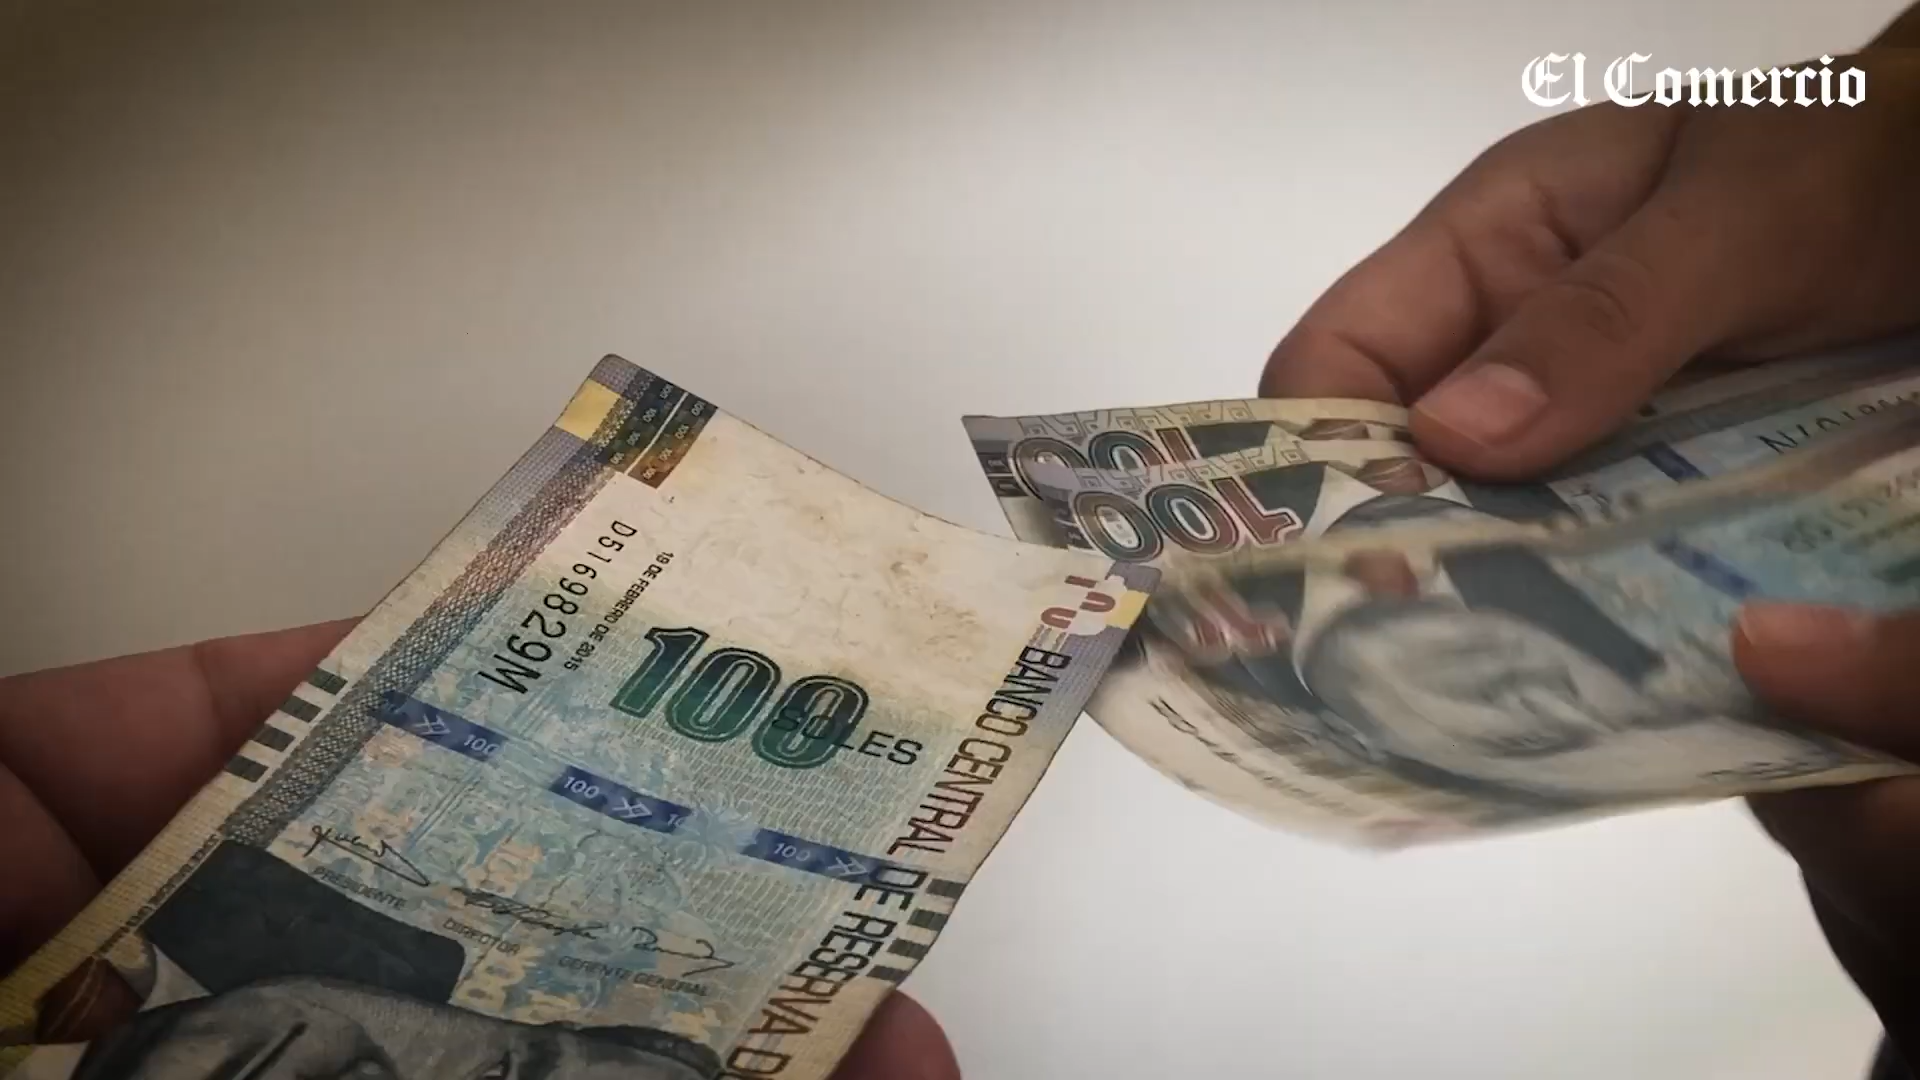 El Comercio
100
100
D5169829M
19 DE FEBRERO DE 2015
100
SOLES
BANCO CENTRAL DE RESERVA D
100
100
100
PRESIDENTE
DIRECTOR
GERENTE GENERAL